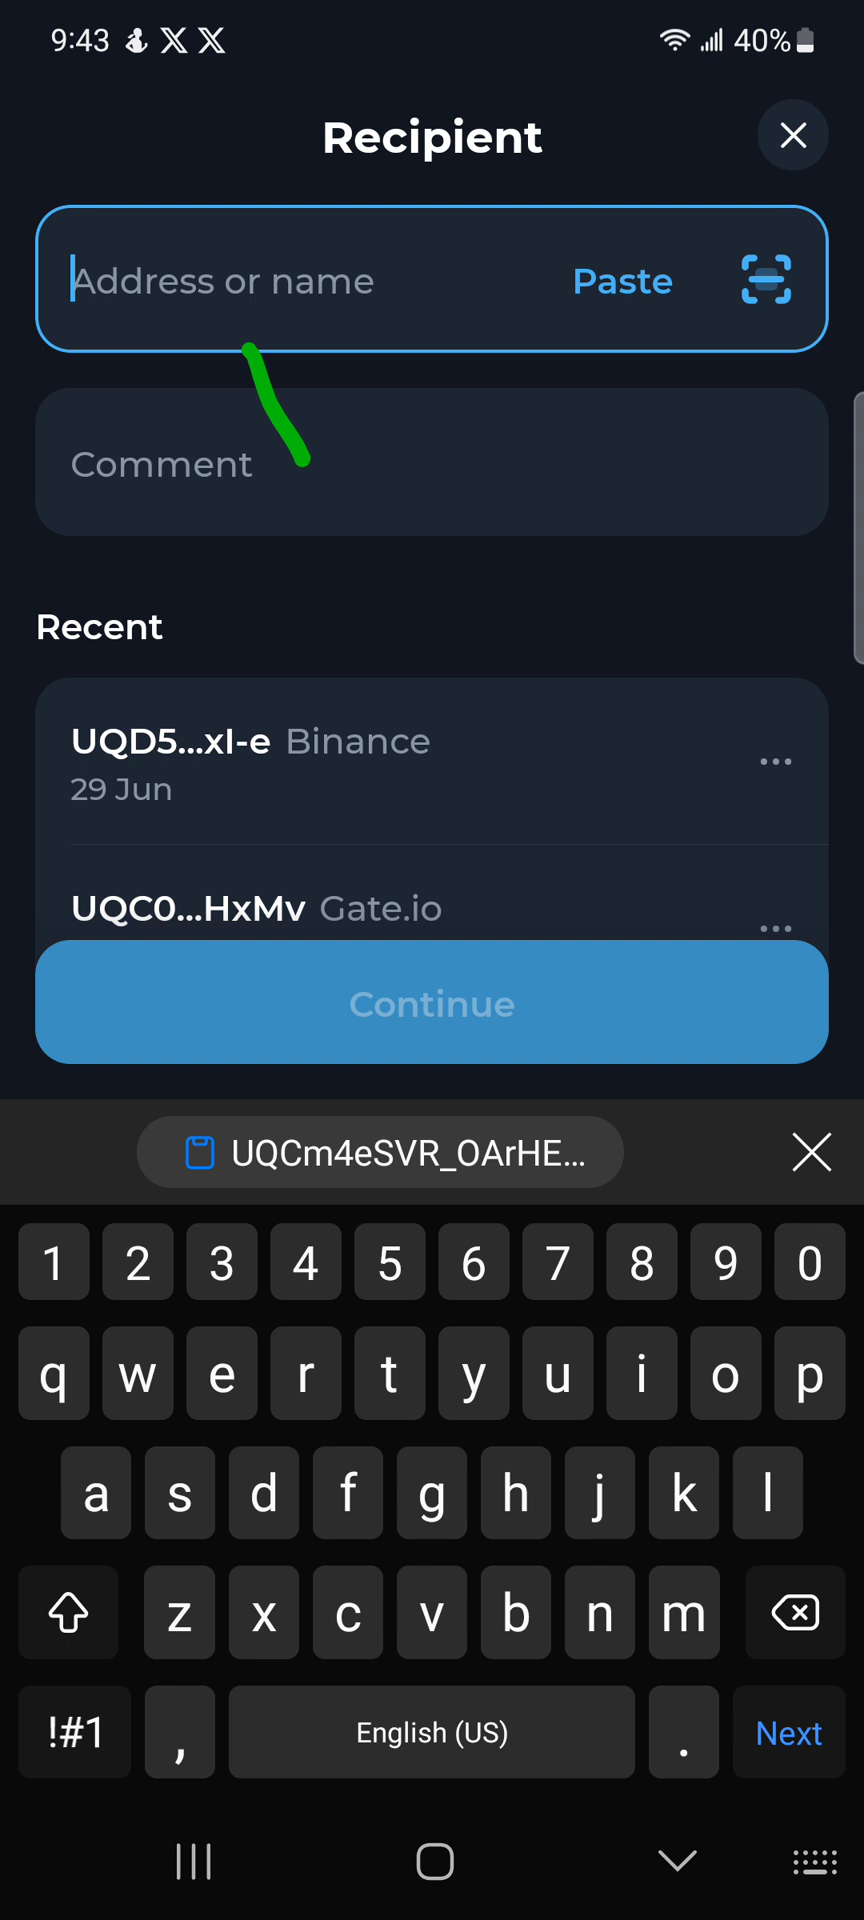 9:43 40%
Recipient
Address or name Paste
Comment
Recent
UQD5...xI-e Binance
29 Jun
UQC0...HxMv Gate.io
Continue
UQCm4eSVR_OArHE...
1 2 3 4 5 6 7 8 9 0
q w e r t y u i o p
a s d f g h j k l
z x c v b n m
!#1 , English (US) . Next